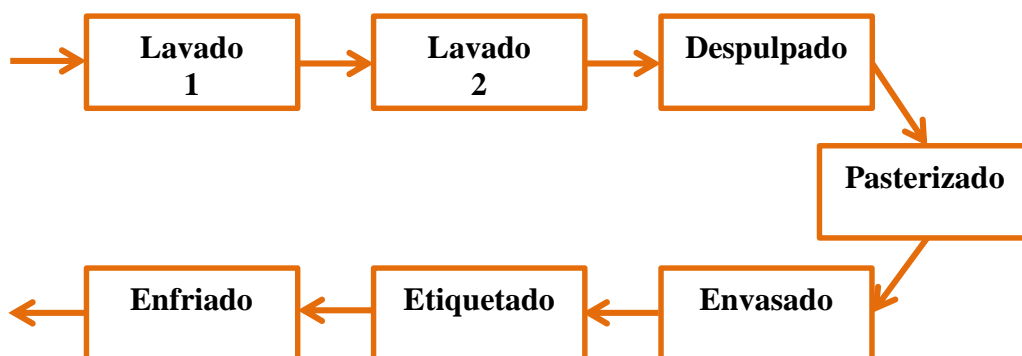 Lavado
1
Lavado
2
Despulpado
Pasterizado
Envasado
Etiquetado
Enfriado